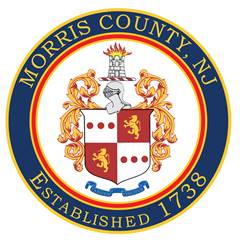 MORRIS COUNTY, NJ
ESTABLISHED 1738